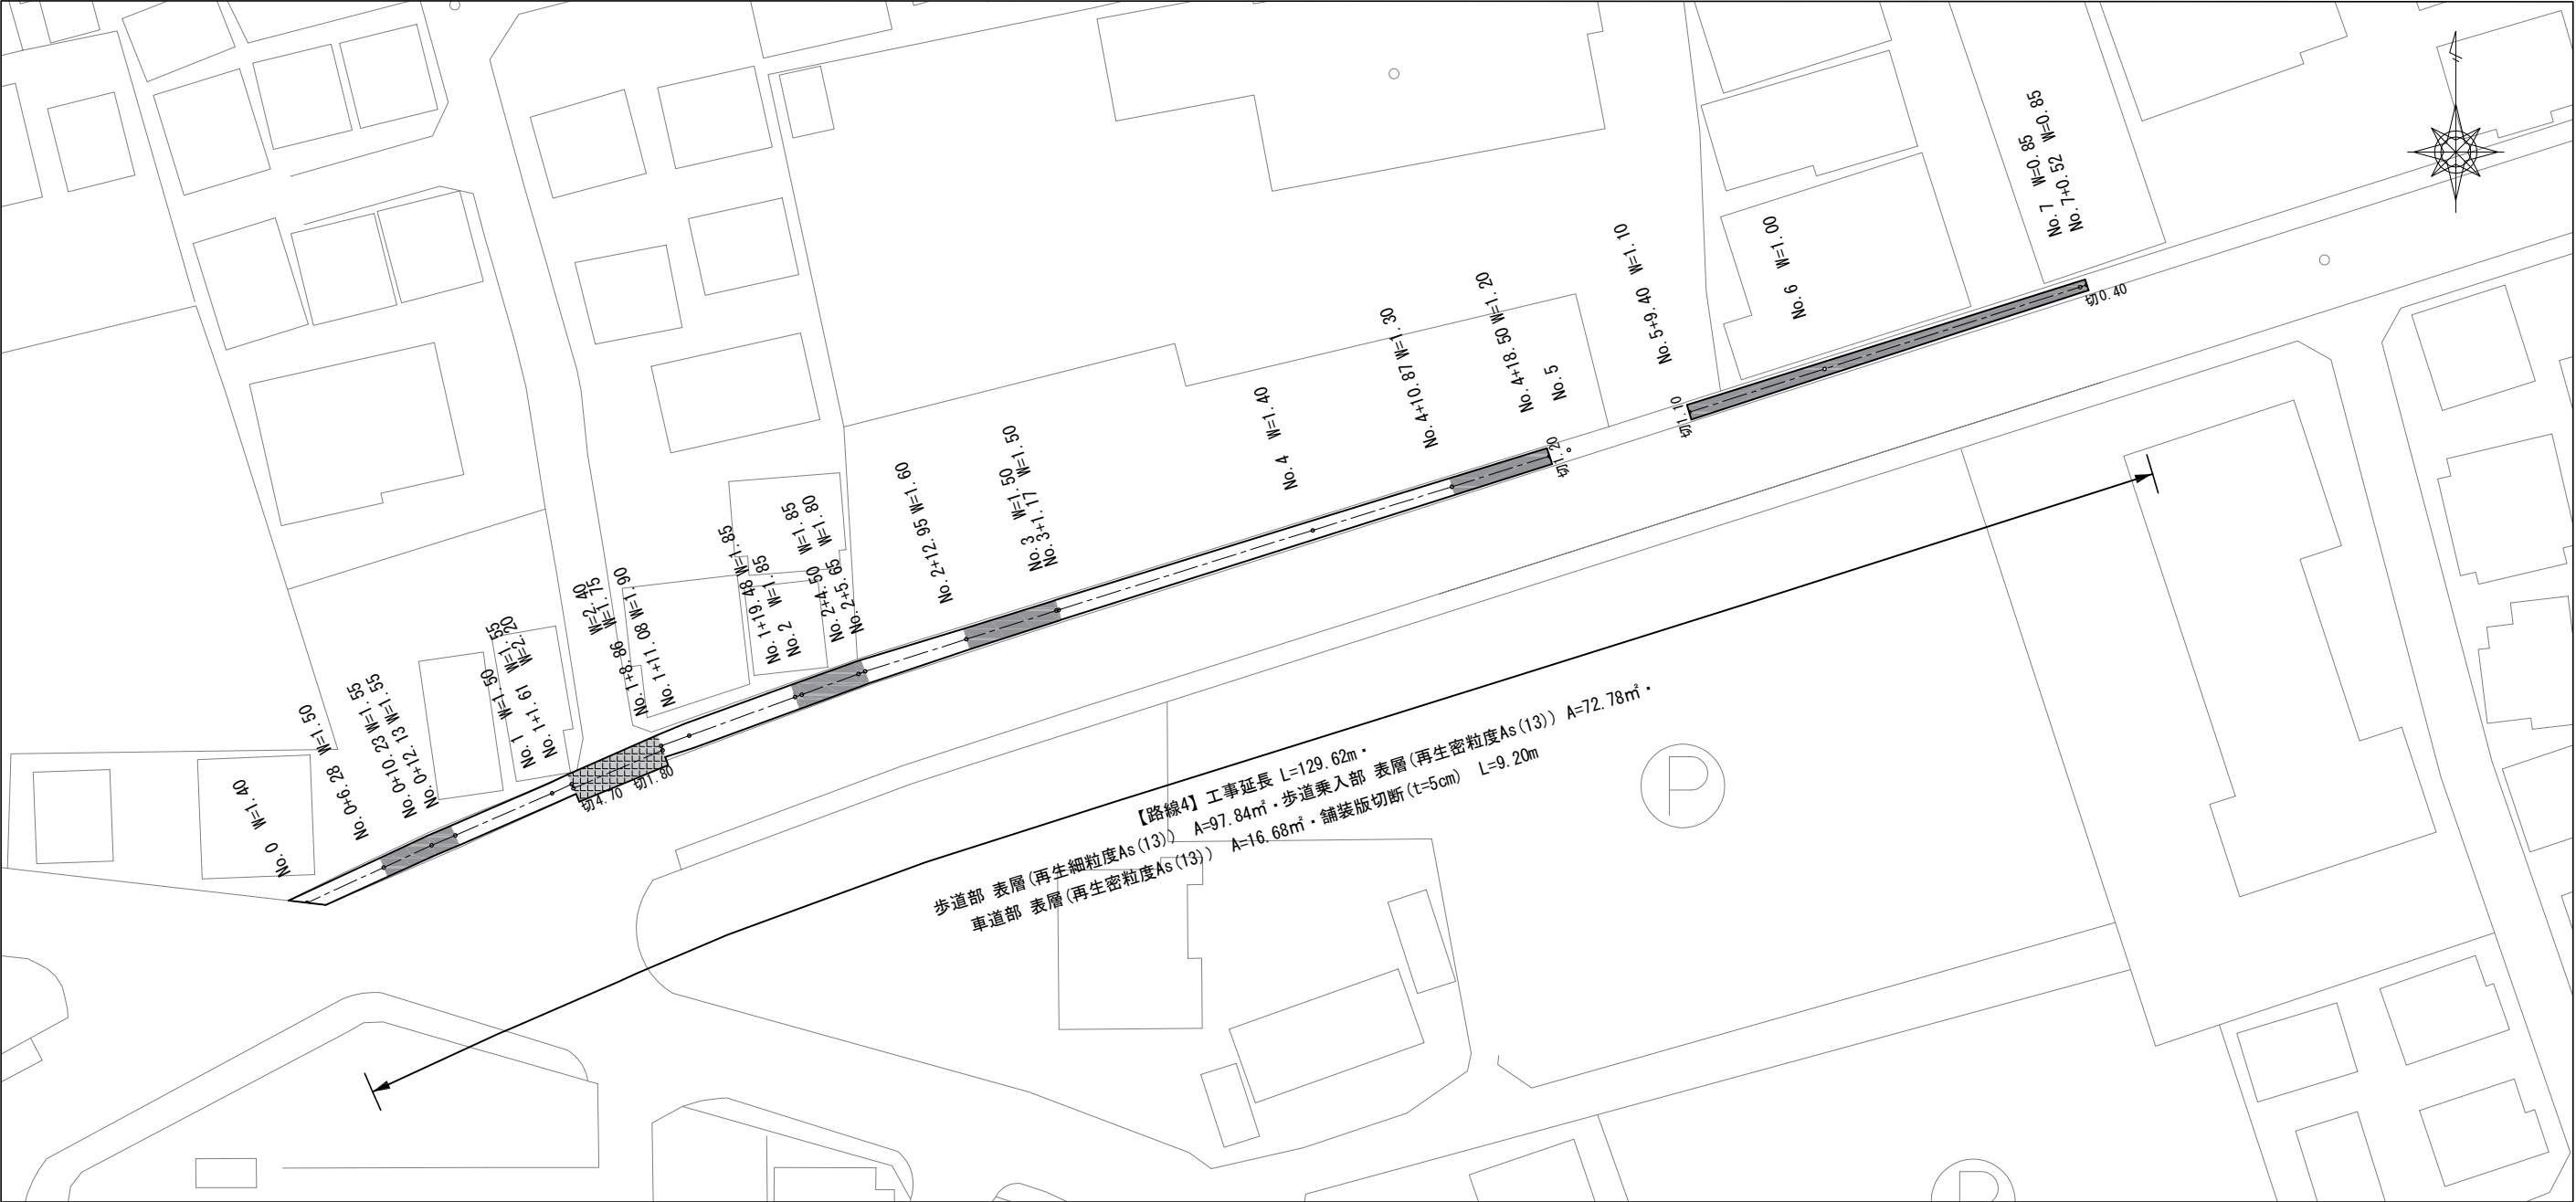 No.0 W=1.40
No.0+6.28 W=1.50
No.0+10.23 W=1.55
No.0+12.13 W=1.55
No.1 W=1.50 W=1.55
No.1+1.61 W=2.20
No.1+8.86 W=2.40 W=1.75
No.1+11.08 W=1.90
No.1+19.48 W=1.85
No.2 W=1.85
No.2+4.50 W=1.85
No.2+5.65 W=1.80
No.2+12.95 W=1.60
No.3 W=1.50
No.3+1.17 W=1.50
No.4 W=1.40
No.4+10.87 W=1.30
No.4+18.50 W=1.20
No.5
No.5+9.40 W=1.10
No.6 W=1.00
No.7 W=0.85
No.7+0.52 W=0.85
切4.70
切1.80
切1.20
切1.10
切0.40
【路線4】工事延長 L=129.62m・
歩道部 表層(再生細粒度As(13)) A=97.84㎡・歩道乗入部 表層(再生密粒度As(13)) A=72.78㎡・
車道部 表層(再生密粒度As(13)) A=16.68㎡・舗装版切断(t=5cm) L=9.20m
P
P